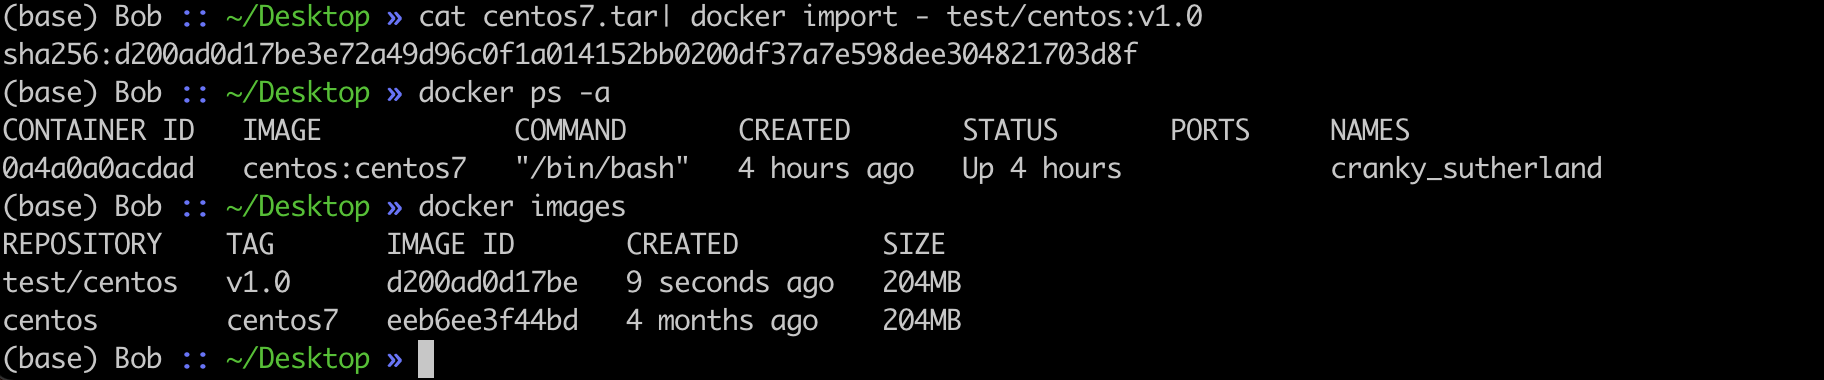 (base) Bob :: ~/Desktop » cat centos7.tar| docker import - test/centos:v1.0
sha256:d200ad0d17be3e72a49d96c0f1a014152bb0200df37a7e598dee304821703d8f
(base) Bob :: ~/Desktop » docker ps -a
CONTAINER ID   IMAGE            COMMAND       CREATED       STATUS       PORTS     NAMES
0a4a0a0acdad   centos:centos7   "/bin/bash"   4 hours ago   Up 4 hours             cranky_sutherland
(base) Bob :: ~/Desktop » docker images
REPOSITORY    TAG       IMAGE ID       CREATED         SIZE
test/centos   v1.0      d200ad0d17be   9 seconds ago   204MB
centos        centos7   eeb6ee3f44bd   4 months ago    204MB
(base) Bob :: ~/Desktop »